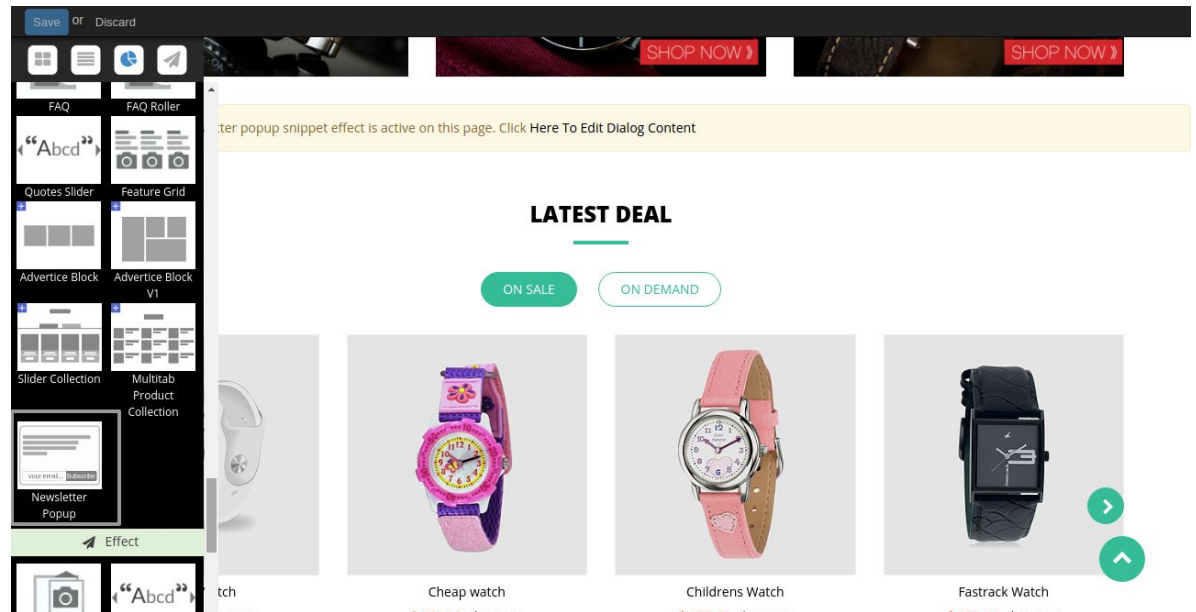 Save or Discard
SHOP NOW ⟫
SHOP NOW ⟫
FAQ
FAQ Roller
tter popup snippet effect is active on this page. Click Here To Edit Dialog Content
“Abcd”
Quotes Slider
Feature Grid
LATEST DEAL
Advertice Block
Advertice Block
V1
ON SALE
ON DEMAND
Slider Collection
Multitab
Product
Collection
your email... Subscribe
Newsletter
Popup
Effect
“Abcd”
tch
Cheap watch
Childrens Watch
Fastrack Watch